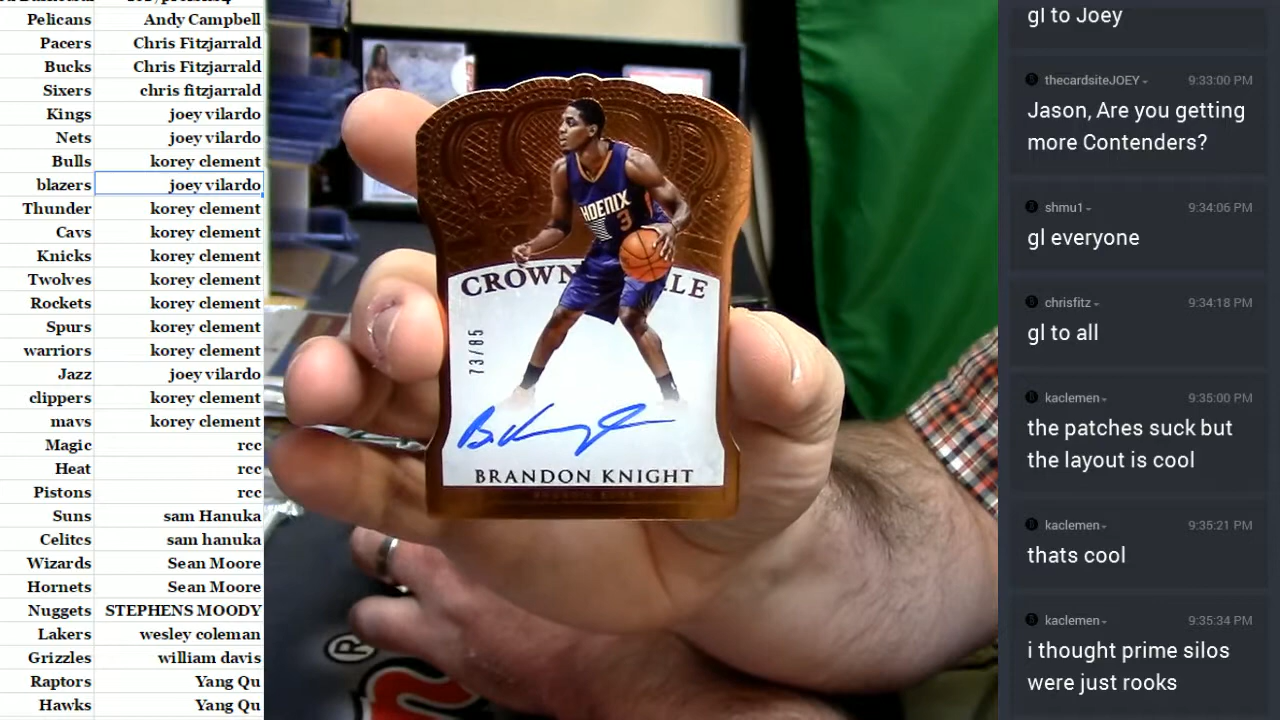 Pelicans Andy Campbell
Pacers Chris Fitzjarrald
Bucks Chris Fitzjarrald
Sixers chris fitzjarrald
Kings joey vilardo
Nets joey vilardo
Bulls korey clement
blazers joey vilardo
Thunder korey clement
Cavs korey clement
Knicks korey clement
Twolves korey clement
Rockets korey clement
Spurs korey clement
warriors korey clement
Jazz joey vilardo
clippers korey clement
mavs korey clement
Magic rcc
Heat rcc
Pistons rcc
Suns sam Hanuka
Celitcs sam hanuka
Wizards Sean Moore
Hornets Sean Moore
Nuggets STEPHENS MOODY
Lakers wesley coleman
Grizzles william davis
Raptors Yang Qu
Hawks Yang Qu
PHOENIX
3
CROWN ALE
73/85
BRANDON KNIGHT
®
gl to Joey
thecardsiteJOEY 9:33:00 PM
Jason, Are you getting
more Contenders?
shmu1 9:34:06 PM
gl everyone
chrisfitz 9:34:18 PM
gl to all
kaclemen 9:35:00 PM
the patches suck but
the layout is cool
kaclemen 9:35:21 PM
thats cool
kaclemen 9:35:34 PM
i thought prime silos
were just rooks